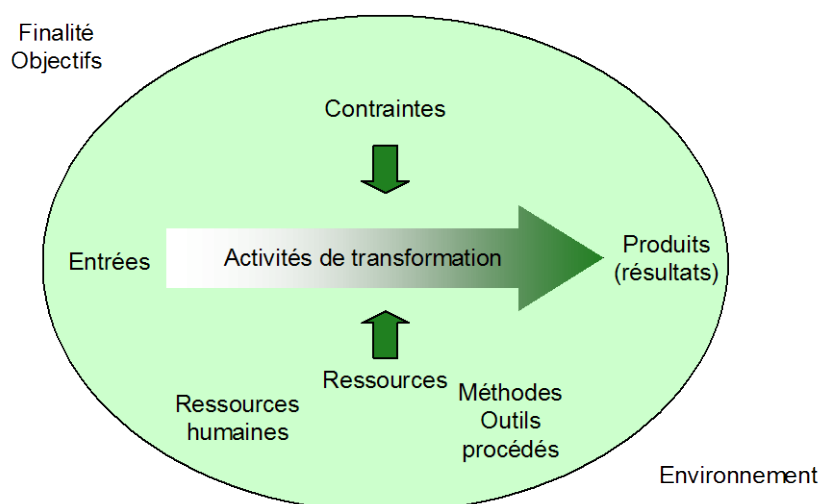 Finalité
Objectifs
Contraintes
Entrées
Activités de transformation
Produits
(résultats)
Ressources
Ressources
humaines
Méthodes
Outils
procédés
Environnement